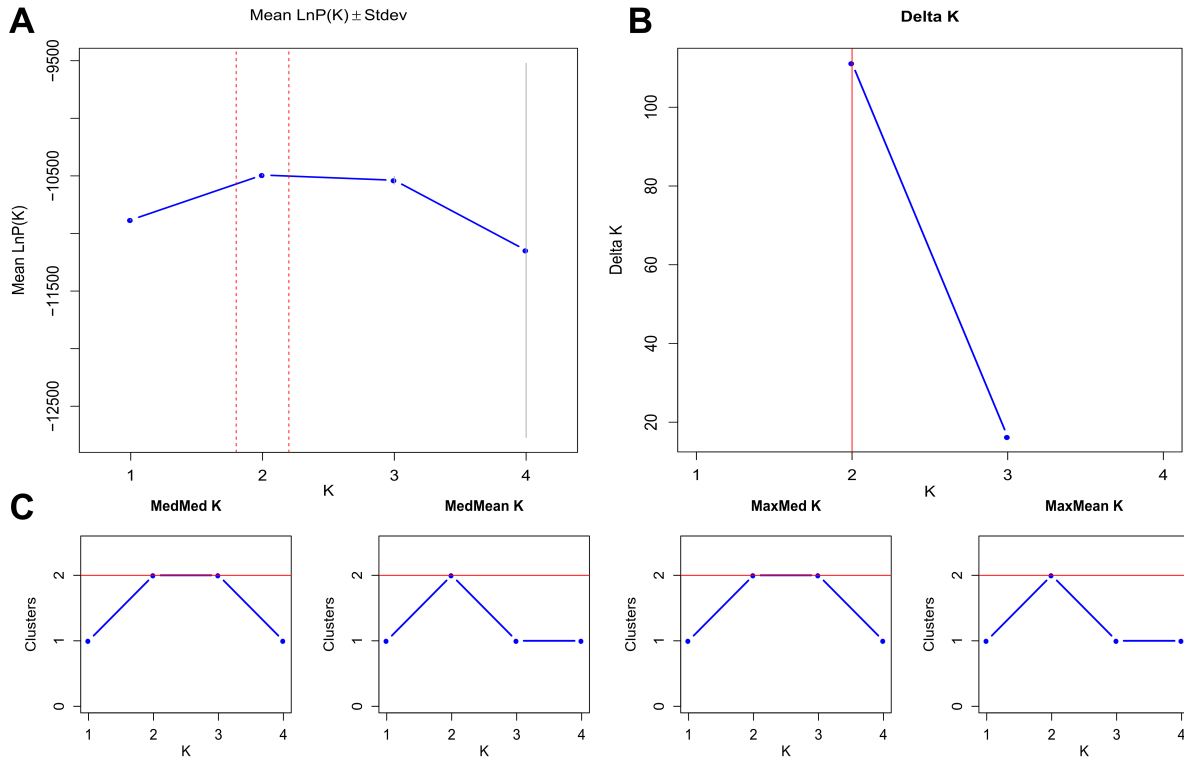 A
Mean LnP(K) ± Stdev
Mean LnP(K)
−9500
−10500
−11500
−12500
1 2 3 4
K
B
Delta K
Delta K
100
80
60
40
20
1 2 3 4
K
C
MedMed K
Clusters
2
1
0
1 2 3 4
K
MedMean K
Clusters
2
1
0
1 2 3 4
K
MaxMed K
Clusters
2
1
0
1 2 3 4
K
MaxMean K
Clusters
2
1
0
1 2 3 4
K